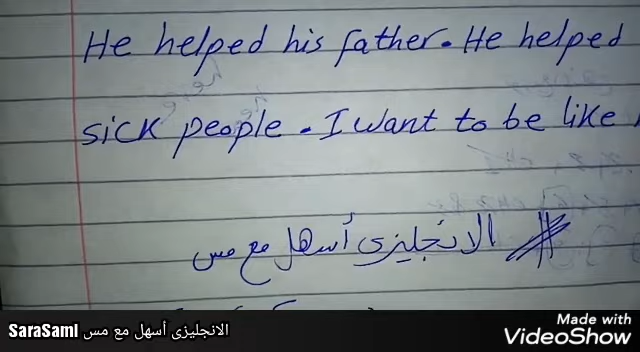 He helped his father. He helped
sick people. I want to be like
# الانجليزى أسهل مع مس
SaraSamI الانجليزى أسهل مع مس
Made with
VideoShow